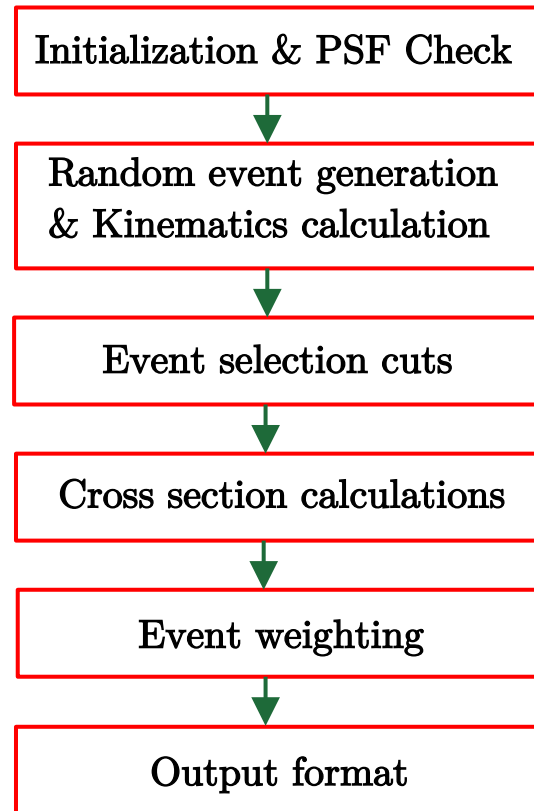 Initialization & PSF Check
Random event generation
& Kinematics calculation
Event selection cuts
Cross section calculations
Event weighting
Output format